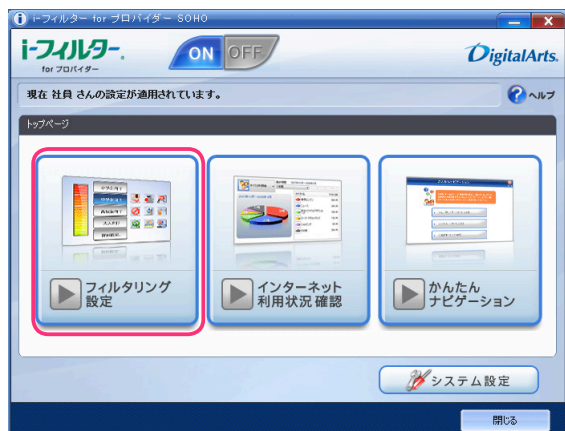 i-フィルター for プロバイダー SOHO
i-フィルター.
for プロバイダー
ON OFF
DigitalArts.
現在 社員 さんの設定が適用されています。
ヘルプ
トップページ
フィルタリング
設定
インターネット
利用状況確認
かんたん
ナビゲーション
システム設定
閉じる